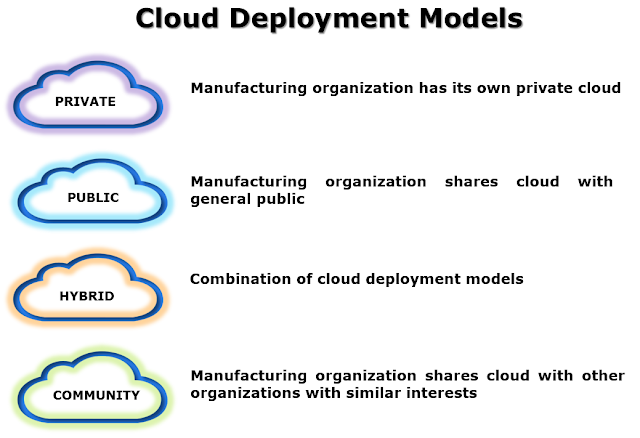 Cloud Deployment Models
PRIVATE
Manufacturing organization has its own private cloud
PUBLIC
Manufacturing organization shares cloud with
general public
HYBRID
Combination of cloud deployment models
COMMUNITY
Manufacturing organization shares cloud with other
organizations with similar interests